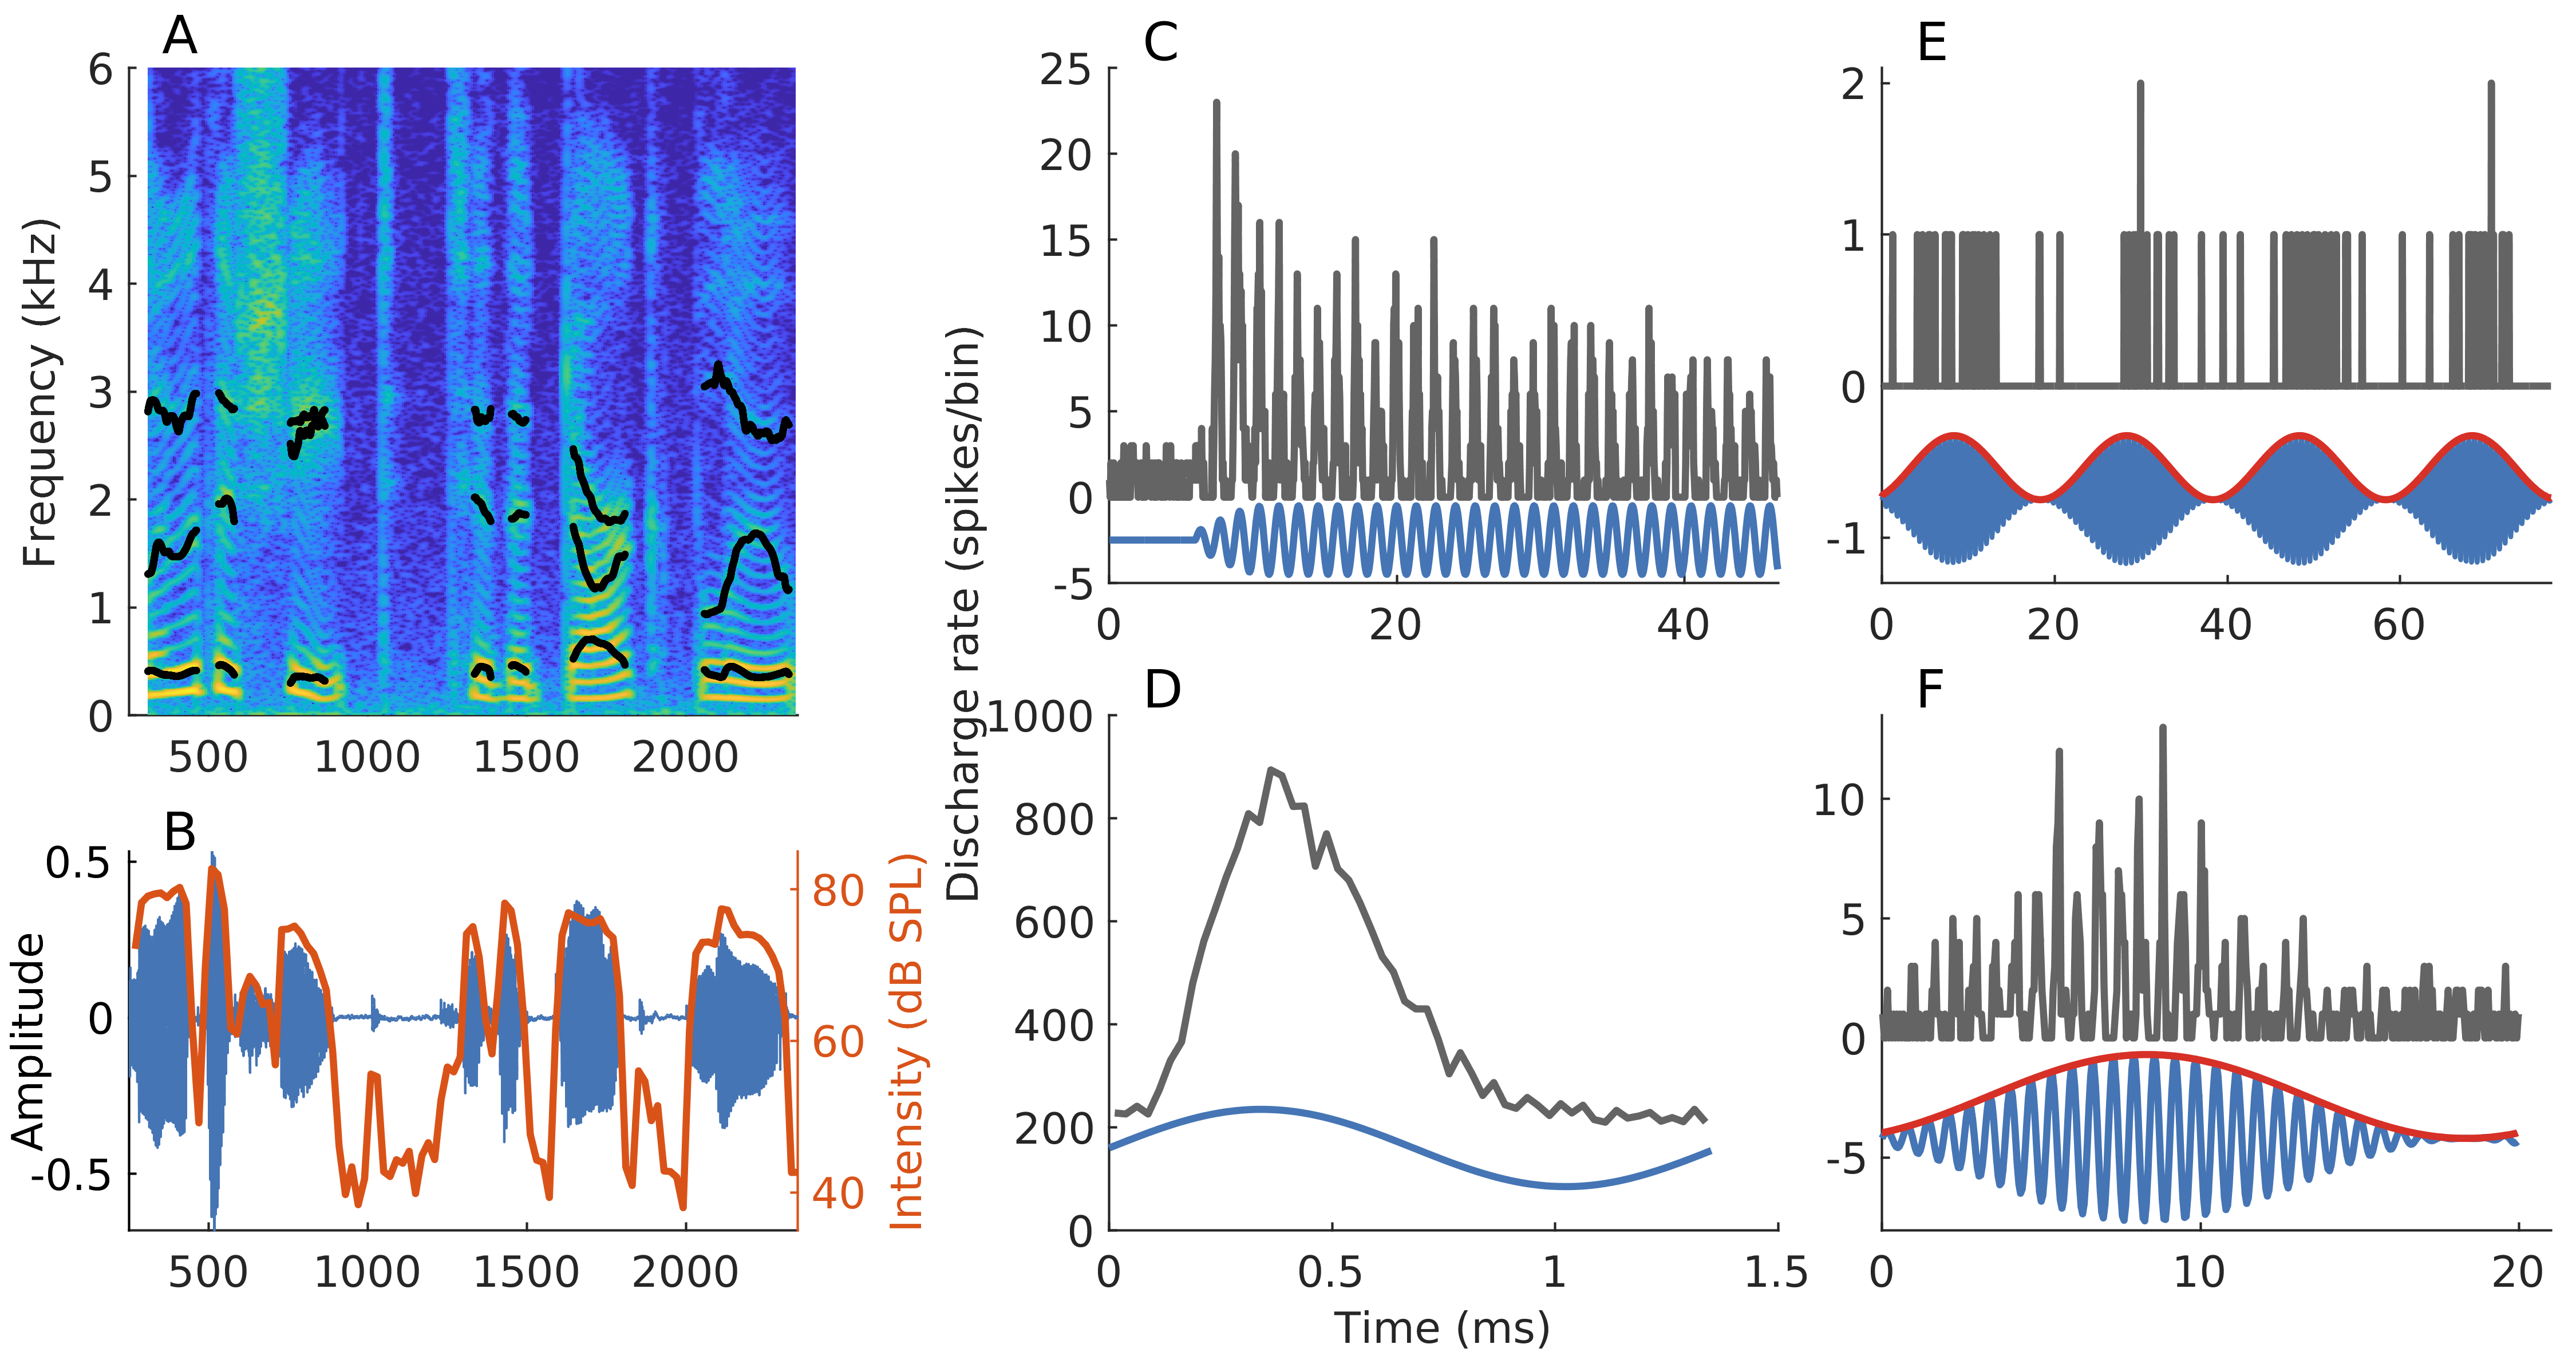 A
Frequency (kHz)
6
5
4
3
2
1
0
500 1000 1500 2000
B
Amplitude
0.5
0
-0.5
80
60
40
Intensity (dB SPL)
500 1000 1500 2000
Discharge rate (spikes/bin)
C
25
20
15
10
5
0
-5
0 20 40
D
1000
800
600
400
200
0
0 0.5 1 1.5
Time (ms)
E
2
1
0
-1
0 20 40 60
F
10
5
0
-5
0 10 20